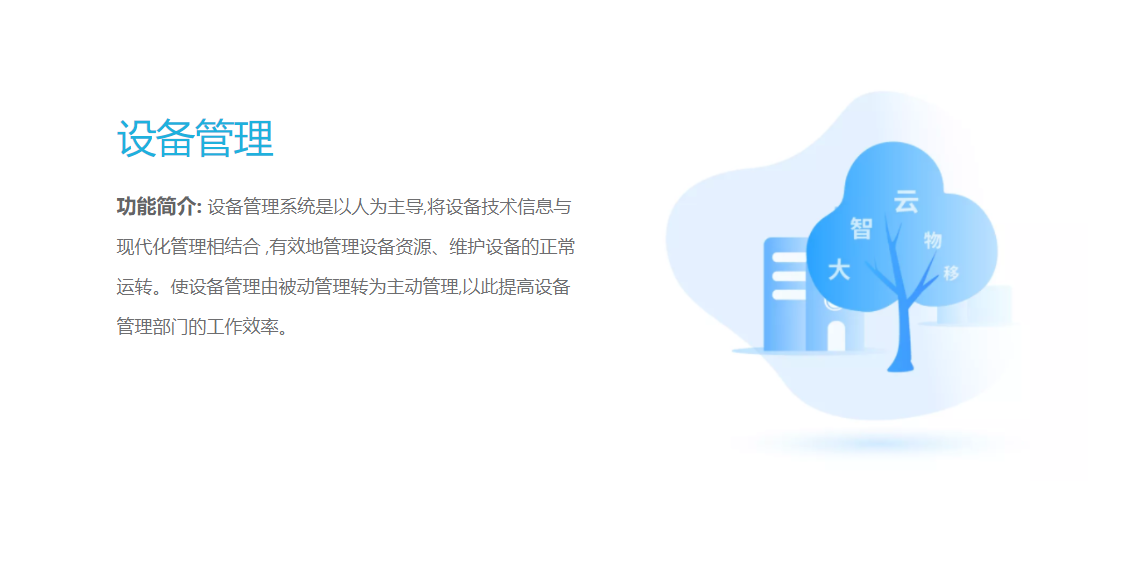 设备管理
功能简介: 设备管理系统是以人为主导,将设备技术信息与
现代化管理相结合 ,有效地管理设备资源、维护设备的正常
运转。使设备管理由被动管理转为主动管理,以此提高设备
管理部门的工作效率。
云
智
物
大
移